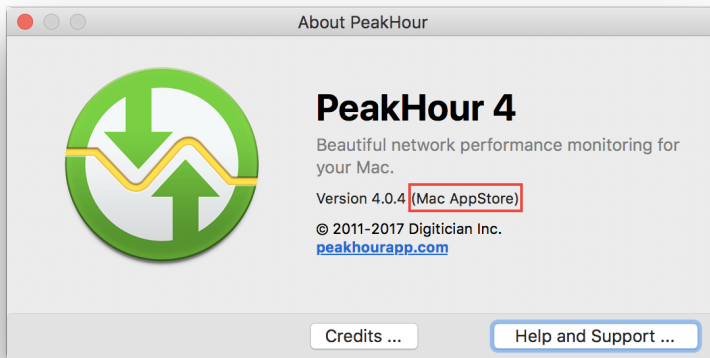 About PeakHour
PeakHour 4
Beautiful network performance monitoring for
your Mac.
Version 4.0.4 (Mac AppStore)
© 2011-2017 Digitician Inc.
peakhourapp.com
Credits ...
Help and Support ...